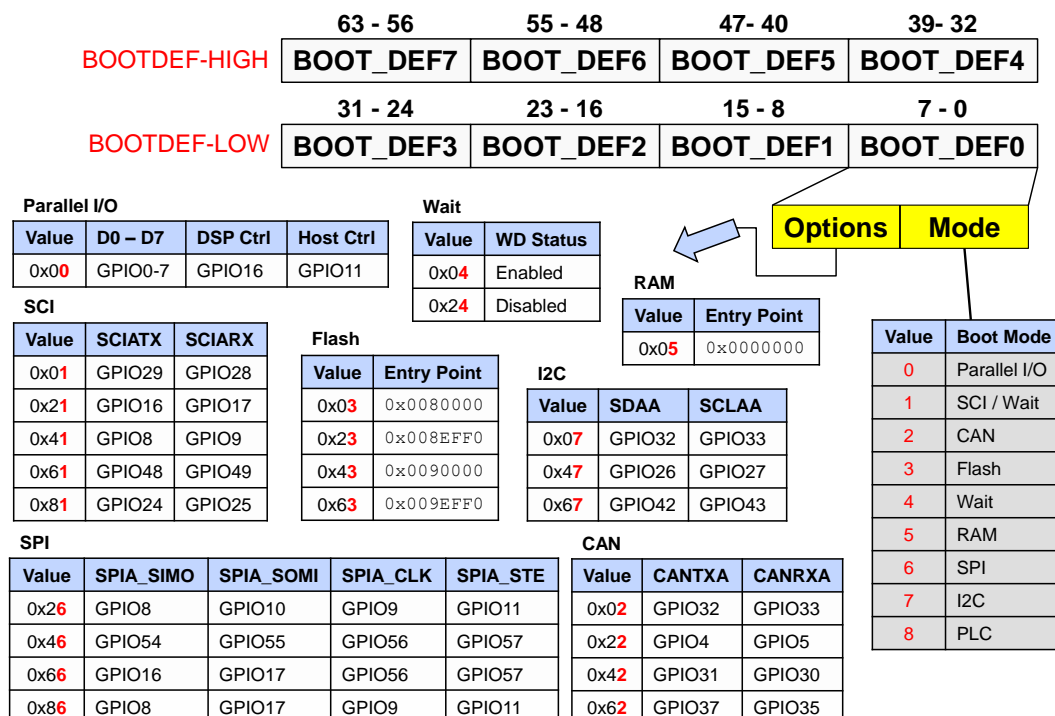 63 - 56 55 - 48 47- 40 39- 32
BOOTDEF-HIGH BOOT_DEF7 BOOT_DEF6 BOOT_DEF5 BOOT_DEF4
31 - 24 23 - 16 15 - 8 7 - 0
BOOTDEF-LOW BOOT_DEF3 BOOT_DEF2 BOOT_DEF1 BOOT_DEF0
Options Mode
Parallel I/O
Value D0 – D7 DSP Ctrl Host Ctrl
0x00 GPIO0-7 GPIO16 GPIO11
Wait
Value WD Status
0x04 Enabled
0x24 Disabled
RAM
Value Entry Point
0x05 0x0000000
SCI
Value SCIATX SCIARX
0x01 GPIO29 GPIO28
0x21 GPIO16 GPIO17
0x41 GPIO8 GPIO9
0x61 GPIO48 GPIO49
0x81 GPIO24 GPIO25
Flash
Value Entry Point
0x03 0x0080000
0x23 0x008EFF0
0x43 0x0090000
0x63 0x009EFF0
I2C
Value SDAA SCLAA
0x07 GPIO32 GPIO33
0x47 GPIO26 GPIO27
0x67 GPIO42 GPIO43
Value Boot Mode
0 Parallel I/O
1 SCI / Wait
2 CAN
3 Flash
4 Wait
5 RAM
6 SPI
7 I2C
8 PLC
SPI
Value SPIA_SIMO SPIA_SOMI SPIA_CLK SPIA_STE
0x26 GPIO8 GPIO10 GPIO9 GPIO11
0x46 GPIO54 GPIO55 GPIO56 GPIO57
0x66 GPIO16 GPIO17 GPIO56 GPIO57
0x86 GPIO8 GPIO17 GPIO9 GPIO11
CAN
Value CANTXA CANRXA
0x02 GPIO32 GPIO33
0x22 GPIO4 GPIO5
0x42 GPIO31 GPIO30
0x62 GPIO37 GPIO35